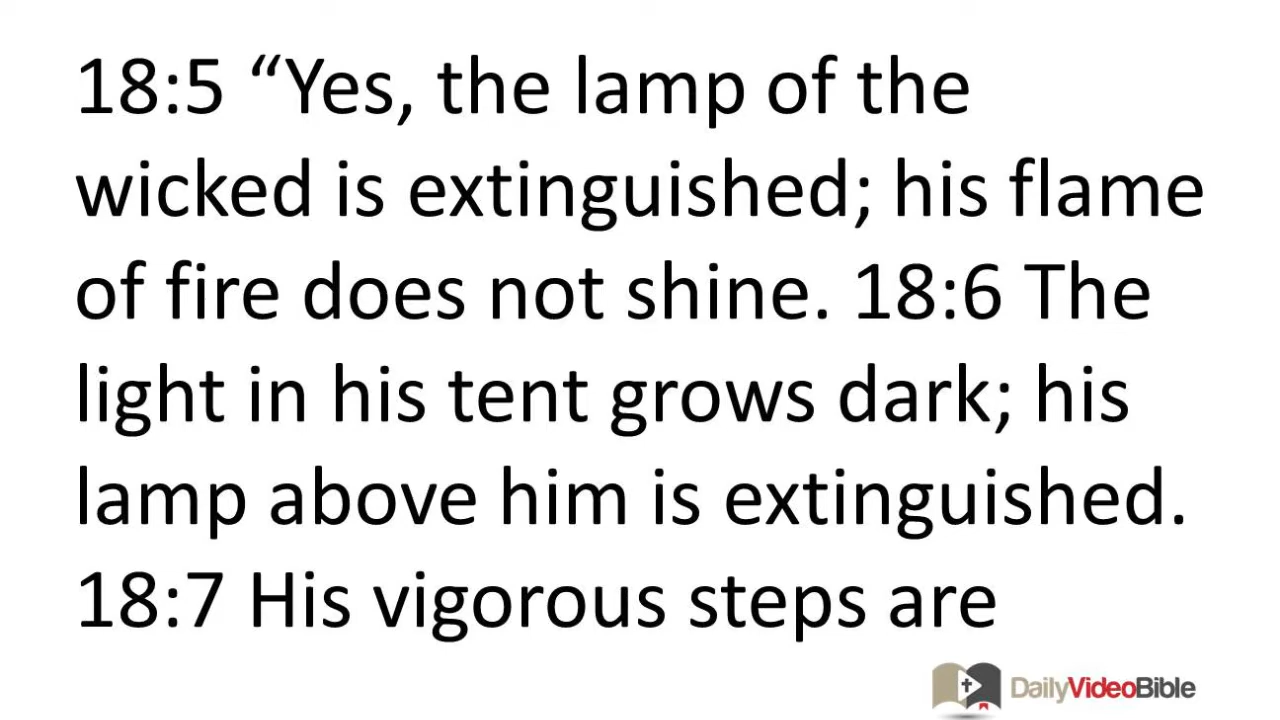 18:5 “Yes, the lamp of the
wicked is extinguished; his flame
of fire does not shine. 18:6 The
light in his tent grows dark; his
lamp above him is extinguished.
18:7 His vigorous steps are
DailyVideoBible